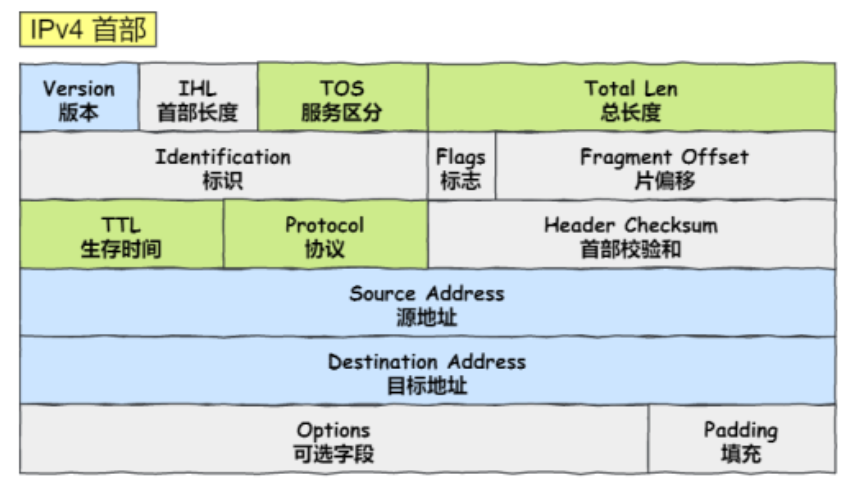 IPv4 首部
Version IHL TOS Total Len
版本 首部长度 服务区分 总长度
Identification Flags Fragment Offset
标识 标志 片偏移
TTL Protocol Header Checksum
生存时间 协议 首部校验和
Source Address
源地址
Destination Address
目标地址
Options Padding
可选字段 填充